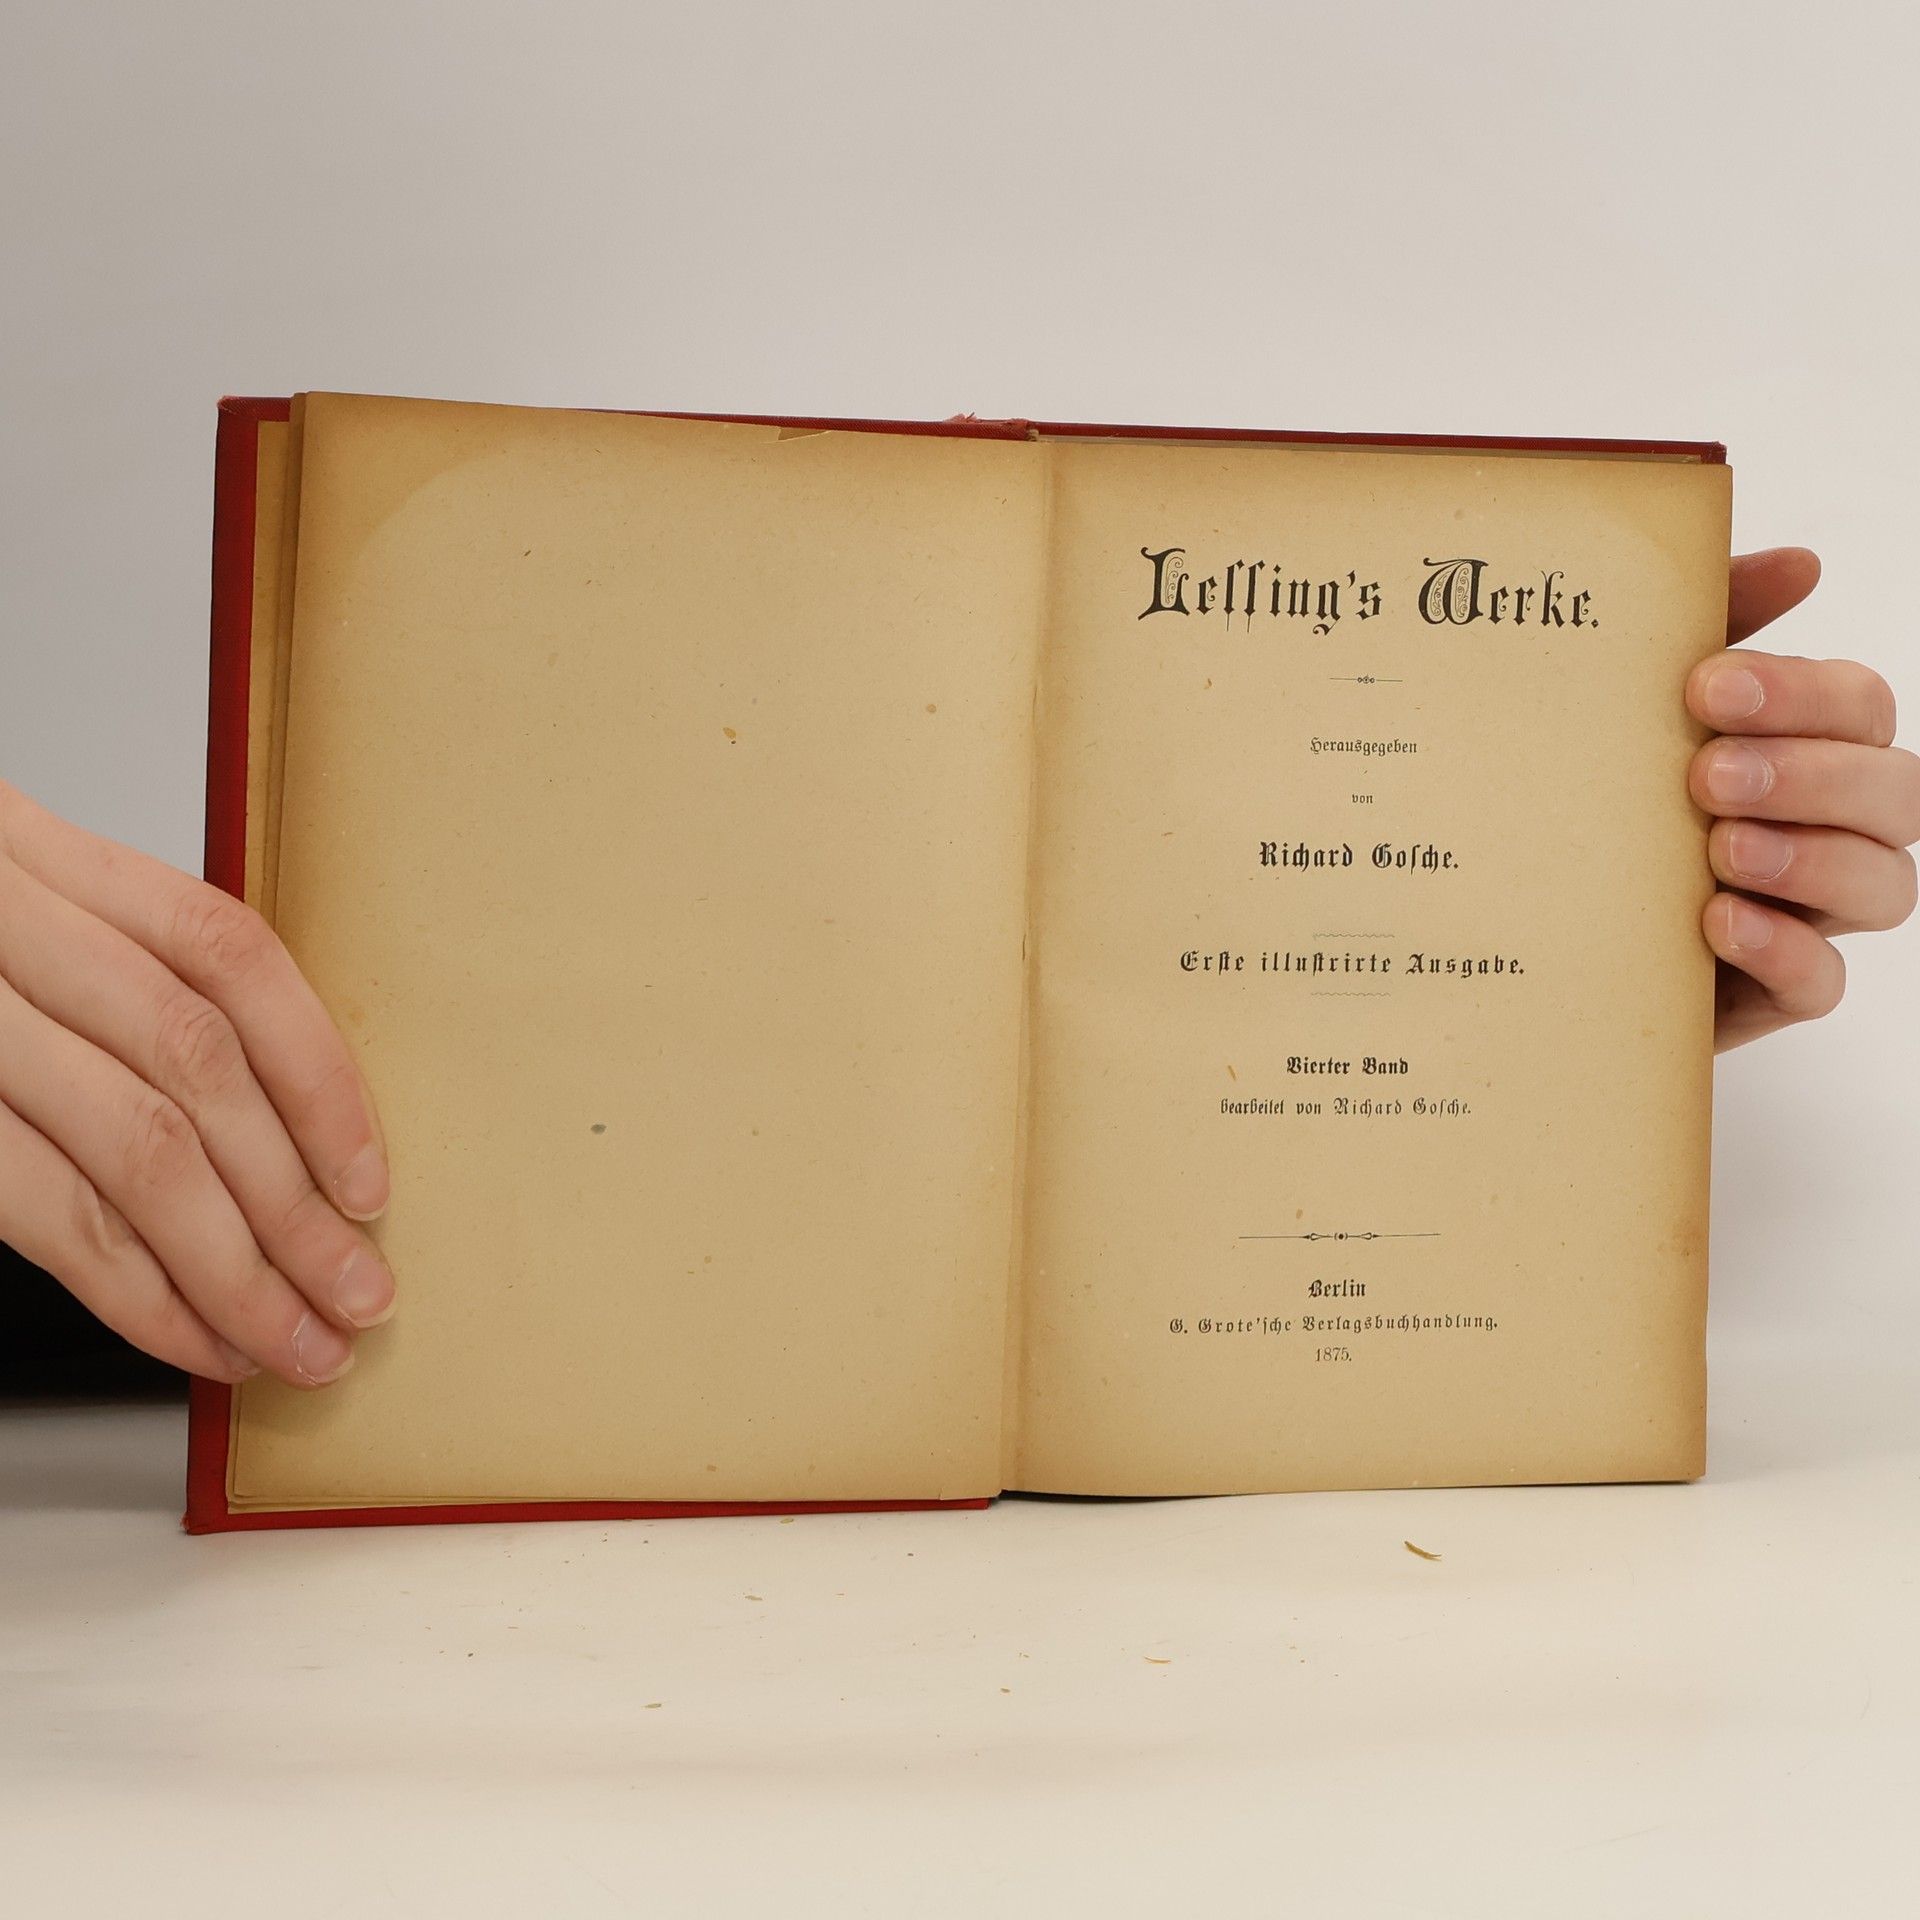 Leſſing's Werke.
Herausgegeben
von
Richard Goſche.
Erſte illuſtrirte Ausgabe.
Vierter Band
bearbeitet von Richard Goſche.
Berlin
G. Grote'ſche Verlagsbuchhandlung.
1875.